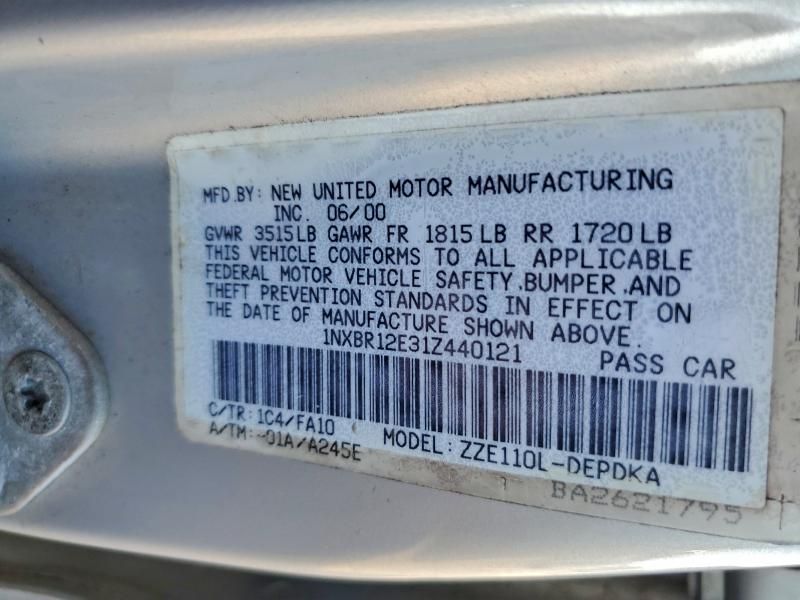 MFD.BY: NEW UNITED MOTOR MANUFACTURING
INC. 06/00
GVWR 3515LB GAWR FR 1815LB RR 1720LB
THIS VEHICLE CONFORMS TO ALL APPLICABLE
FEDERAL MOTOR VEHICLE SAFETY.BUMPER.AND
THEFT PREVENTION STANDARDS IN EFFECT ON
THE DATE OF MANUFACTURE SHOWN ABOVE.
1NXBR12E31Z440121 PASS CAR
C/TR: 1C4/FA10
A/TM:-01A/A245E MODEL: ZZE110L-DEPDKA
BA2621795